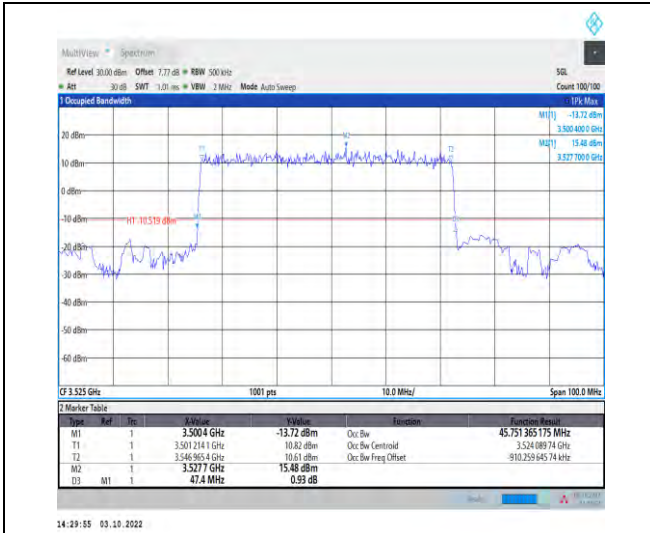 MultiView Spectrum
Ref Level 30.00 dBm Offset 7.77 dB RBW 500 kHz SGL
Att 30 dB SWT 1.01 ms VBW 2 MHz Mode Auto Sweep Count 100/100
1 Occupied Bandwidth 1Pk Max
M1[1] -13.72 dBm
3.500 400 0 GHz
20 dBm M2[1] 15.48 dBm
3.527 700 0 GHz
T1 M2 T2
10 dBm
0 dBm
-10 dBm H1 -10.519 dBm M1
-20 dBm
-30 dBm
-40 dBm
-50 dBm
-60 dBm
CF 3.525 GHz 1001 pts 10.0 MHz/ Span 100.0 MHz
2 Marker Table
Type Ref Trc X-Value Y-Value Function Function Result
M1 1 3.5004 GHz -13.72 dBm Occ Bw 45.751 365 175 MHz
T1 1 3.501 214 1 GHz 10.82 dBm Occ Bw Centroid 3.524 089 74 GHz
T2 1 3.546 965 4 GHz 10.61 dBm Occ Bw Freq Offset -910.259 645 74 kHz
M2 1 3.5277 GHz 15.48 dBm
D3 M1 1 47.4 MHz 0.93 dB
14:29:55 03.10.2022